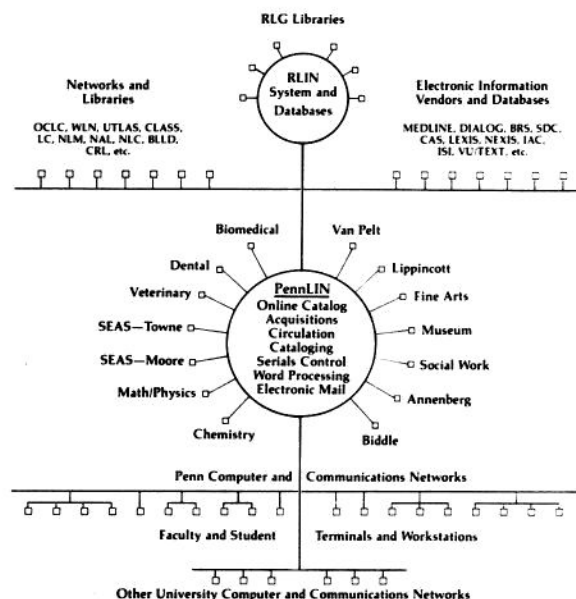 RLG Libraries
RLIN
System and
Databases
Networks and
Libraries
OCLC, WLN, UTLAS, CLASS,
LC, NLM, NAL, NLC, BLLD,
CRL, etc.
Electronic Information
Vendors and Databases
MEDLINE, DIALOG, BRS, SDC,
CAS, LEXIS, NEXIS, IAC,
ISI, VU/TEXT, etc.
Biomedical
Dental
Veterinary
SEAS—Towne
SEAS—Moore
Math/Physics
Chemistry
PennLIN
Online Catalog
Acquisitions
Circulation
Cataloging
Serials Control
Word Processing
Electronic Mail
Van Pelt
Lippincott
Fine Arts
Museum
Social Work
Annenberg
Biddle
Penn Computer and Communications Networks
Faculty and Student Terminals and Workstations
Other University Computer and Communications Networks